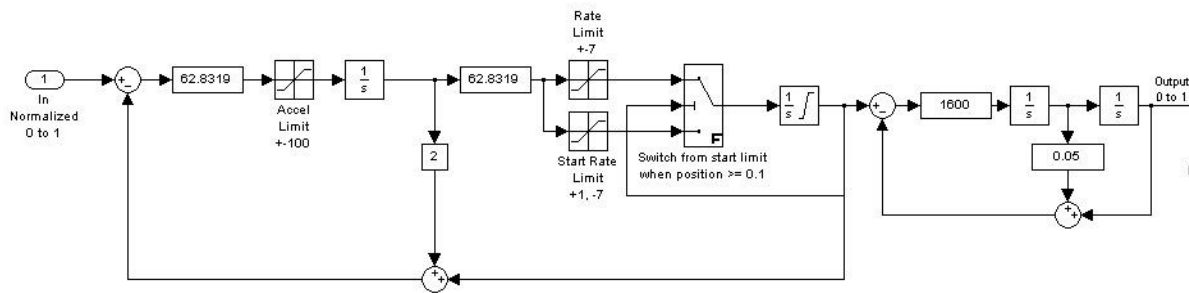 1
In
Normalized
0 to 1
+
-
62.8319
Accel
Limit
+-100
1
s
2
62.8319
Rate
Limit
+-7
Start Rate
Limit
+1, -7
F
Switch from start limit
when position >= 0.1
1
s
+
-
1600
1
s
1
s
0.05
Output
0 to 1
+
+
+
+